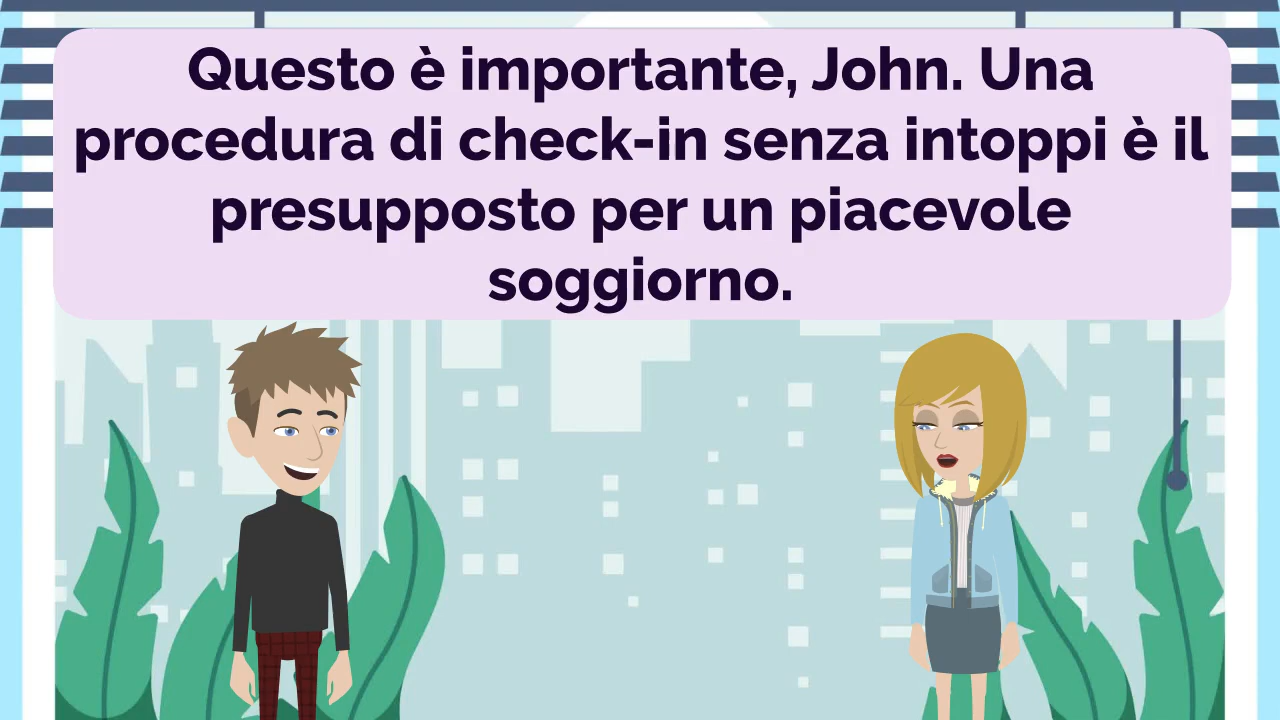 Questo è importante, John. Una
procedura di check-in senza intoppi è il
presupposto per un piacevole
soggiorno.